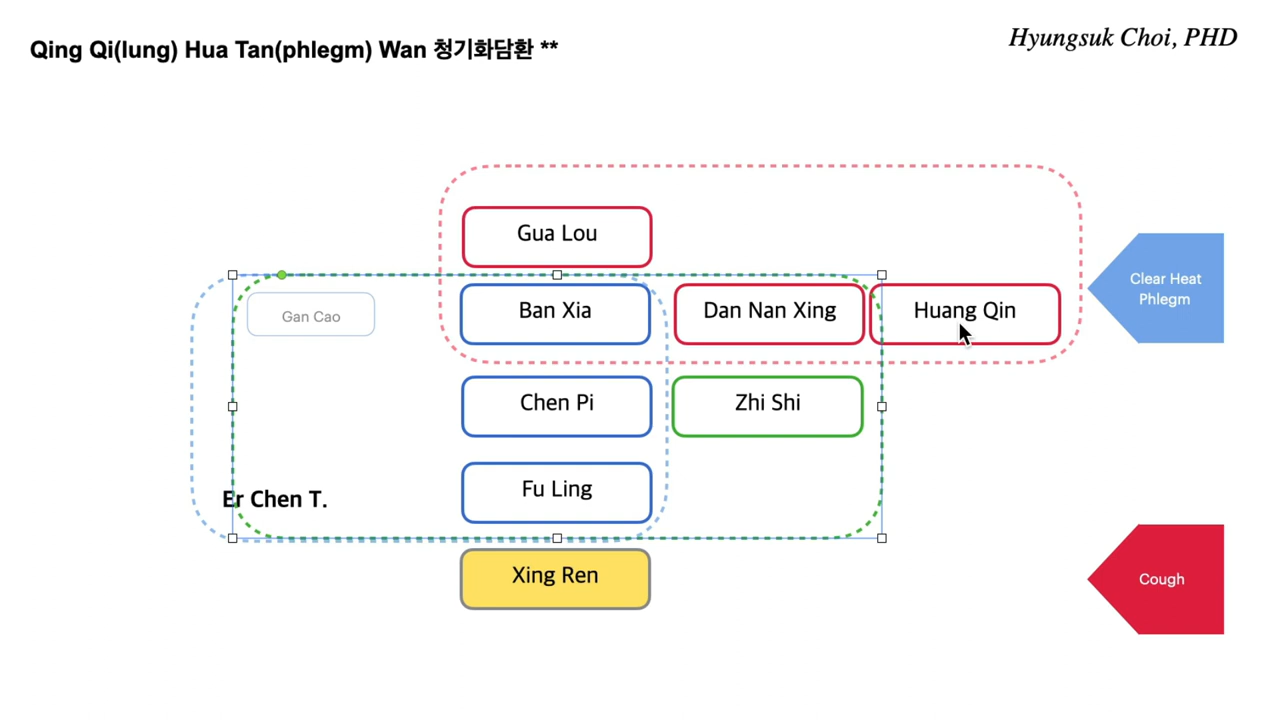 Qing Qi(lung) Hua Tan(phlegm) Wan 청기화담환 **
Hyungsuk Choi, PHD
Gua Lou
Gan Cao
Ban Xia
Dan Nan Xing
Huang Qin
Clear Heat
Phlegm
Chen Pi
Zhi Shi
Er Chen T.
Fu Ling
Xing Ren
Cough